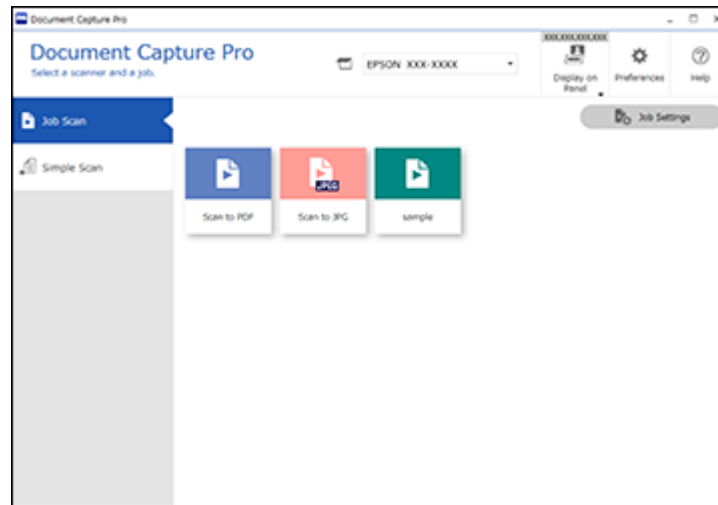 Document Capture Pro
Document Capture Pro
Select a scanner and a job.
EPSON XXX-XXXX
XXX.XXX.XXX.XXX
Display on
Panel
Preferences
Help
Job Scan
Job Settings
Simple Scan
JPEG
Scan to PDF
Scan to JPG
sample